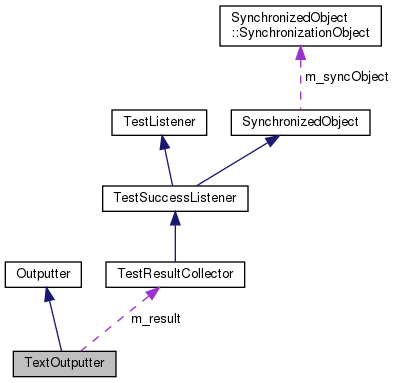 SynchronizedObject
::SynchronizationObject
m_syncObject
TestListener
SynchronizedObject
TestSuccessListener
Outputter
TestResultCollector
m_result
TextOutputter